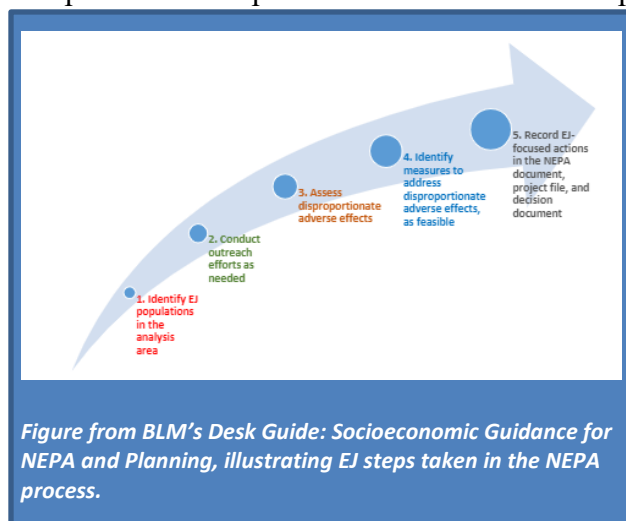 1. Identify EJ
populations
in the
analysis
area
2. Conduct
outreach
efforts as
needed
3. Assess
disproportionate
adverse effects
4. Identify
measures to
address
disproportionate
adverse effects,
as feasible
5. Record EJ-
focused actions
in the NEPA
document,
project file, and
decision
document
Figure from BLM's Desk Guide: Socioeconomic Guidance for
NEPA and Planning, illustrating EJ steps taken in the NEPA
process.